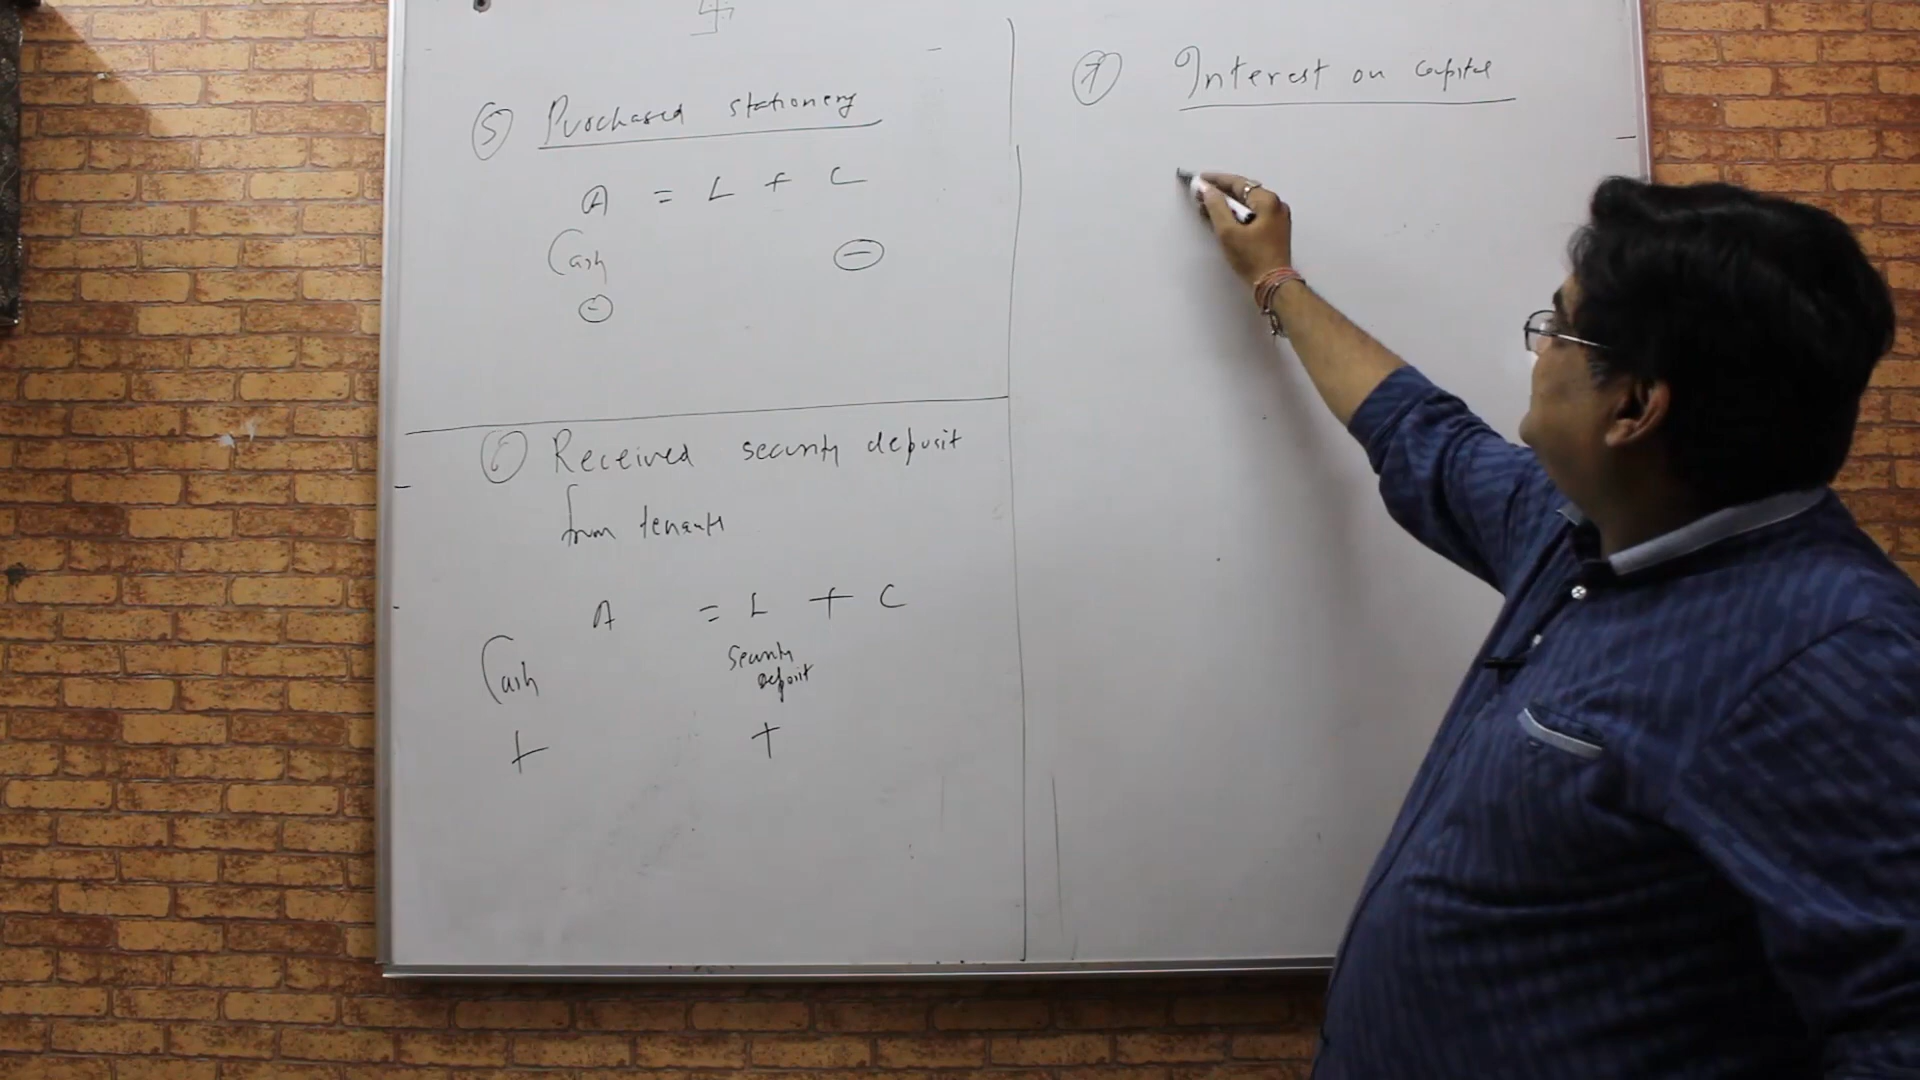 5 Purchased stationery
A = L + C
Cash -
-
6 Received security deposit
from tenants
A = L + C
Cash Security
deposit
+ +
7 Interest on capital